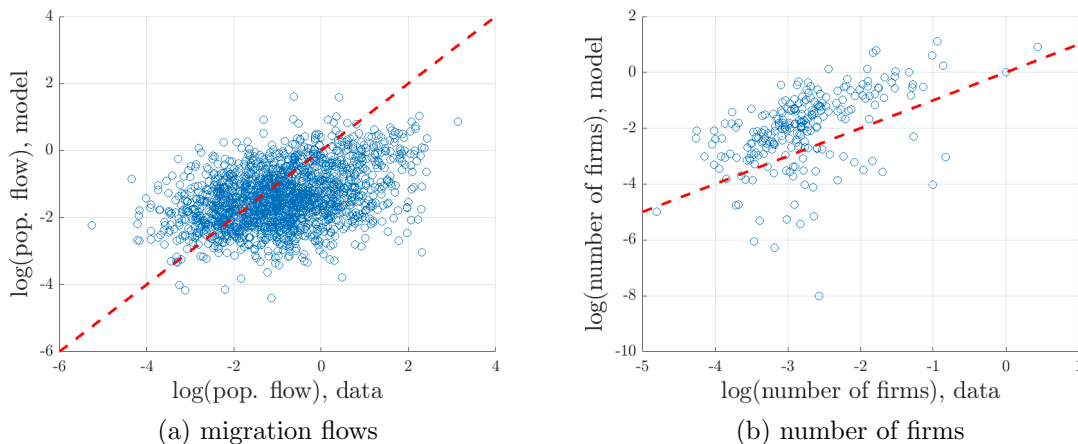 4
2
0
-2
-4
-6
log(pop. flow), model
-6 -4 -2 0 2 4
log(pop. flow), data
(a) migration flows
2
0
-2
-4
-6
-8
-10
log(number of firms), model
-5 -4 -3 -2 -1 0 1
log(number of firms), data
(b) number of firms